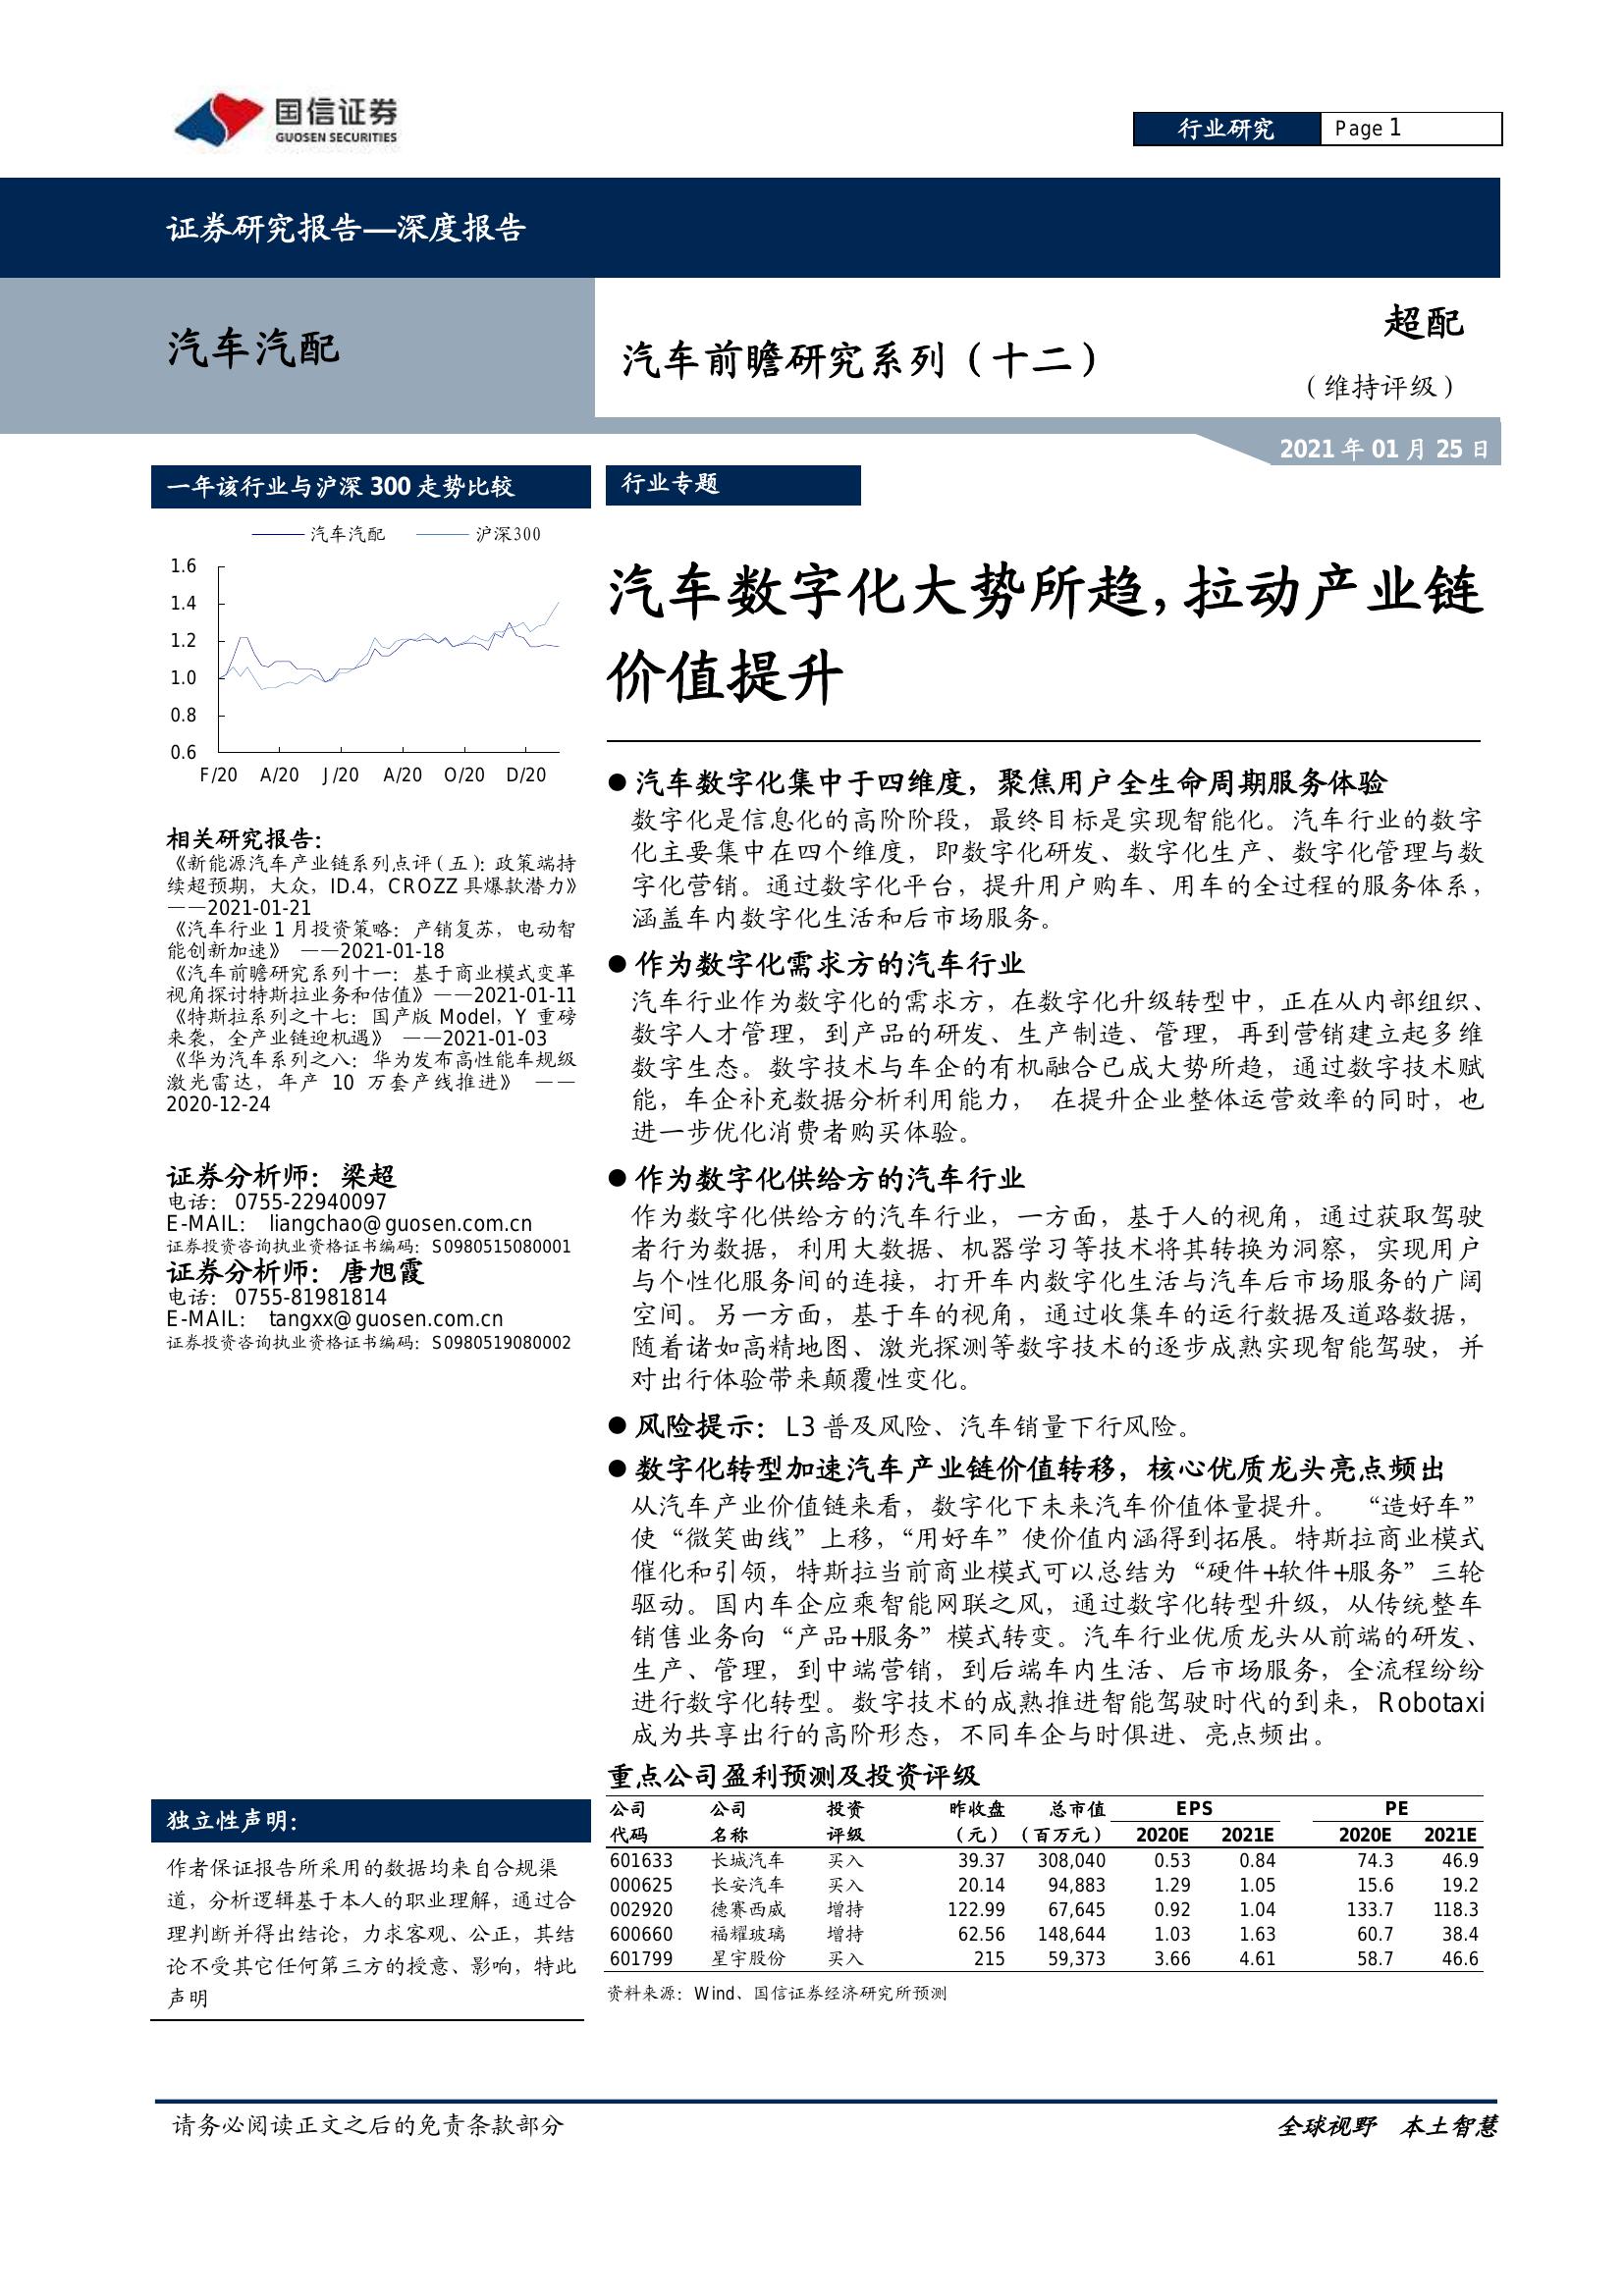 国信证券
GUOSEN SECURITIES
行业研究
Page 1
证券研究报告—深度报告
汽车汽配
汽车前瞻研究系列（十二）
超配
（维持评级）
2021 年 01 月 25 日
一年该行业与沪深 300 走势比较
汽车汽配 沪深300
1.6
1.4
1.2
1.0
0.8
0.6
F/20 A/20 J/20 A/20 O/20 D/20
相关研究报告：
《新能源汽车产业链系列点评（五）：政策端持
续超预期，大众，ID.4，CROZZ 具爆款潜力》
——2021-01-21
《汽车行业 1 月投资策略：产销复苏，电动智
能创新加速》 ——2021-01-18
《汽车前瞻研究系列十一：基于商业模式变革
视角探讨特斯拉业务和估值》——2021-01-11
《特斯拉系列之十七：国产版 Model，Y 重磅
来袭，全产业链迎机遇》 ——2021-01-03
《华为汽车系列之八：华为发布高性能车规级
激光雷达，年产 10 万套产线推进》 ——
2020-12-24
证券分析师：梁超
电话： 0755-22940097
E-MAIL： liangchao@guosen.com.cn
证券投资咨询执业资格证书编码：S0980515080001
证券分析师：唐旭霞
电话： 0755-81981814
E-MAIL： tangxx@guosen.com.cn
证券投资咨询执业资格证书编码：S0980519080002
独立性声明：
作者保证报告所采用的数据均来自合规渠
道，分析逻辑基于本人的职业理解，通过合
理判断并得出结论，力求客观、公正，其结
论不受其它任何第三方的授意、影响，特此
声明
行业专题
汽车数字化大势所趋，拉动产业链
价值提升
● 汽车数字化集中于四维度，聚焦用户全生命周期服务体验
数字化是信息化的高阶阶段，最终目标是实现智能化。汽车行业的数字
化主要集中在四个维度，即数字化研发、数字化生产、数字化管理与数
字化营销。通过数字化平台，提升用户购车、用车的全过程的服务体系，
涵盖车内数字化生活和后市场服务。
● 作为数字化需求方的汽车行业
汽车行业作为数字化的需求方，在数字化升级转型中，正在从内部组织、
数字人才管理，到产品的研发、生产制造、管理，再到营销建立起多维
数字生态。数字技术与车企的有机融合已成大势所趋，通过数字技术赋
能，车企补充数据分析利用能力， 在提升企业整体运营效率的同时，也
进一步优化消费者购买体验。
● 作为数字化供给方的汽车行业
作为数字化供给方的汽车行业，一方面，基于人的视角，通过获取驾驶
者行为数据，利用大数据、机器学习等技术将其转换为洞察，实现用户
与个性化服务间的连接，打开车内数字化生活与汽车后市场服务的广阔
空间。另一方面，基于车的视角，通过收集车的运行数据及道路数据，
随着诸如高精地图、激光探测等数字技术的逐步成熟实现智能驾驶，并
对出行体验带来颠覆性变化。
● 风险提示：L3 普及风险、汽车销量下行风险。
● 数字化转型加速汽车产业链价值转移，核心优质龙头亮点频出
从汽车产业价值链来看，数字化下未来汽车价值体量提升。 “造好车”
使“微笑曲线”上移，“用好车”使价值内涵得到拓展。特斯拉商业模式
催化和引领，特斯拉当前商业模式可以总结为“硬件+软件+服务”三轮
驱动。国内车企应乘智能网联之风，通过数字化转型升级，从传统整车
销售业务向“产品+服务”模式转变。汽车行业优质龙头从前端的研发、
生产、管理，到中端营销，到后端车内生活、后市场服务，全流程纷纷
进行数字化转型。数字技术的成熟推进智能驾驶时代的到来，Robotaxi
成为共享出行的高阶形态，不同车企与时俱进、亮点频出。
重点公司盈利预测及投资评级
公司 公司 投资 昨收盘 总市值 EPS PE
代码 名称 评级 （元） （百万元） 2020E 2021E 2020E 2021E
601633 长城汽车 买入 39.37 308,040 0.53 0.84 74.3 46.9
000625 长安汽车 买入 20.14 94,883 1.29 1.05 15.6 19.2
002920 德赛西威 增持 122.99 67,645 0.92 1.04 133.7 118.3
600660 福耀玻璃 增持 62.56 148,644 1.03 1.63 60.7 38.4
601799 星宇股份 买入 215 59,373 3.66 4.61 58.7 46.6
资料来源：Wind、国信证券经济研究所预测
请务必阅读正文之后的免责条款部分
全球视野 本土智慧